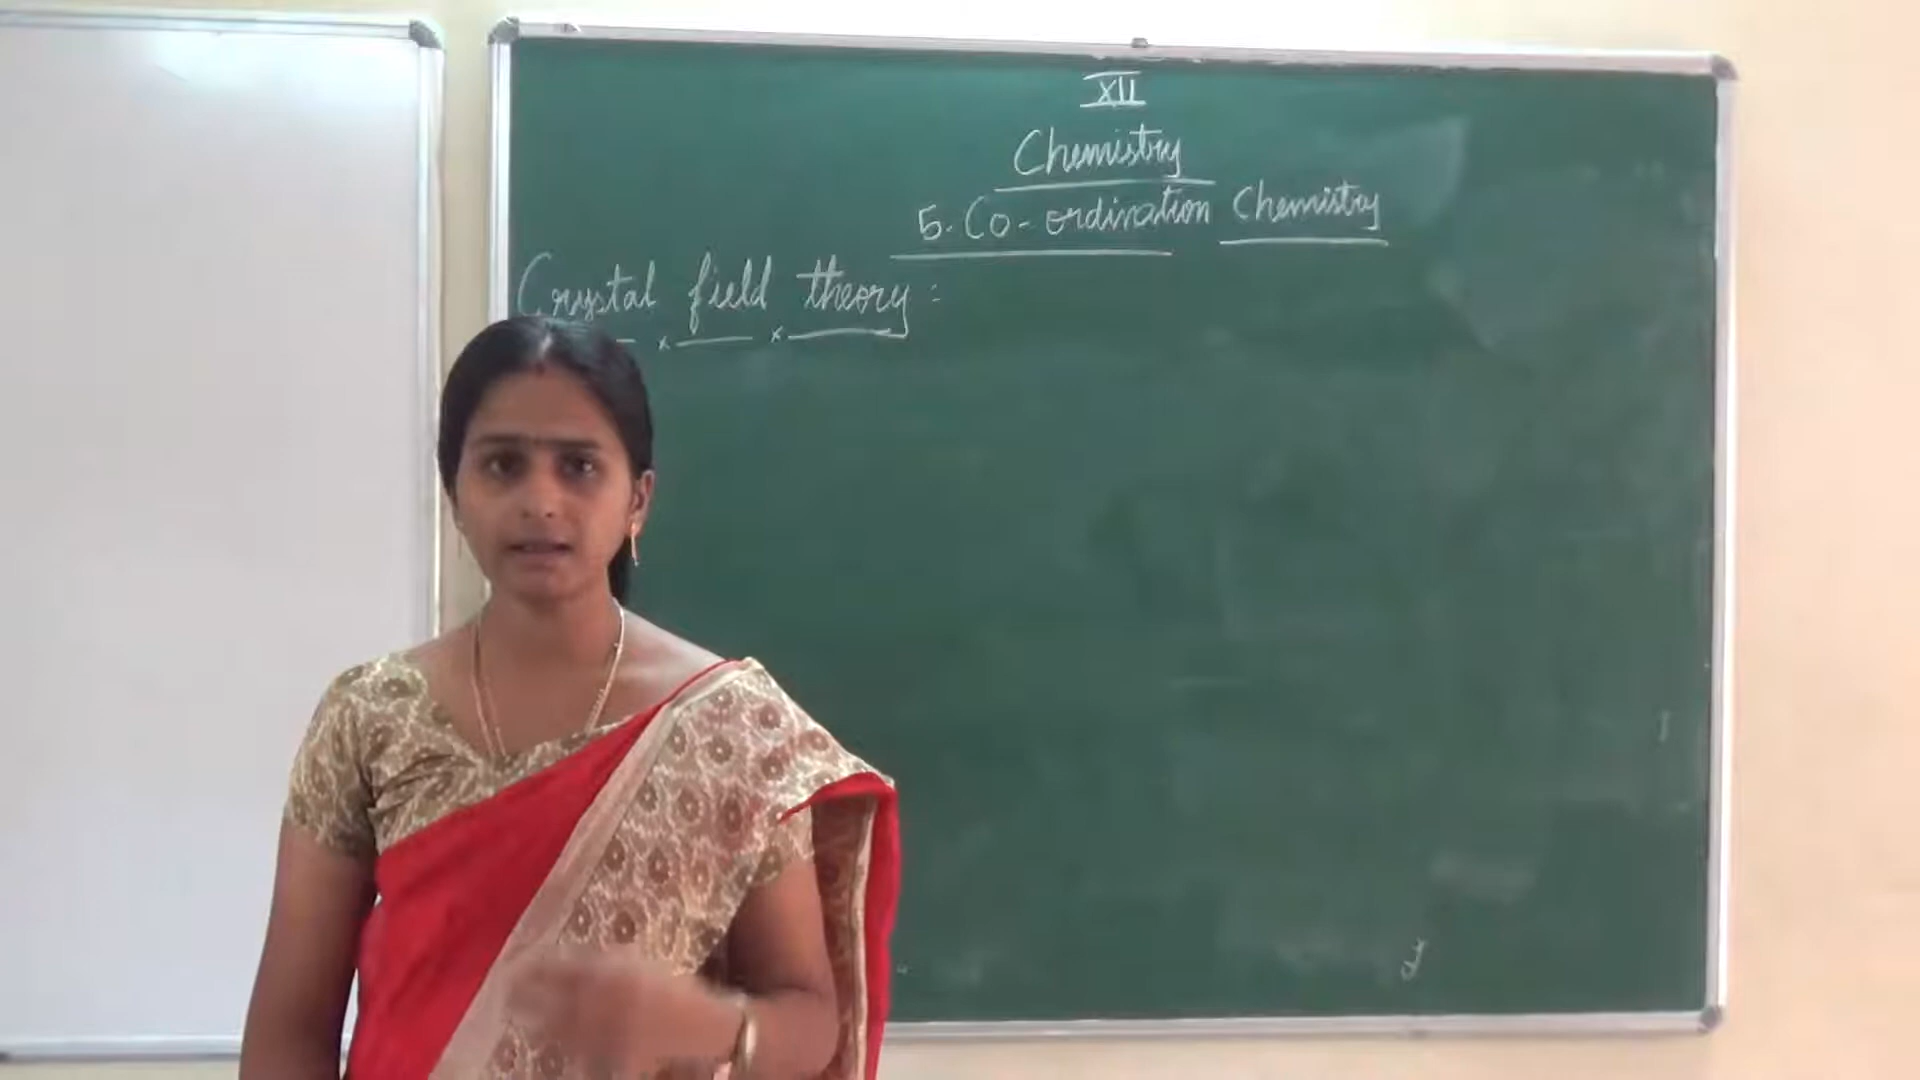 XII
Chemistry
5. Co-ordination Chemistry
Crystal field theory: